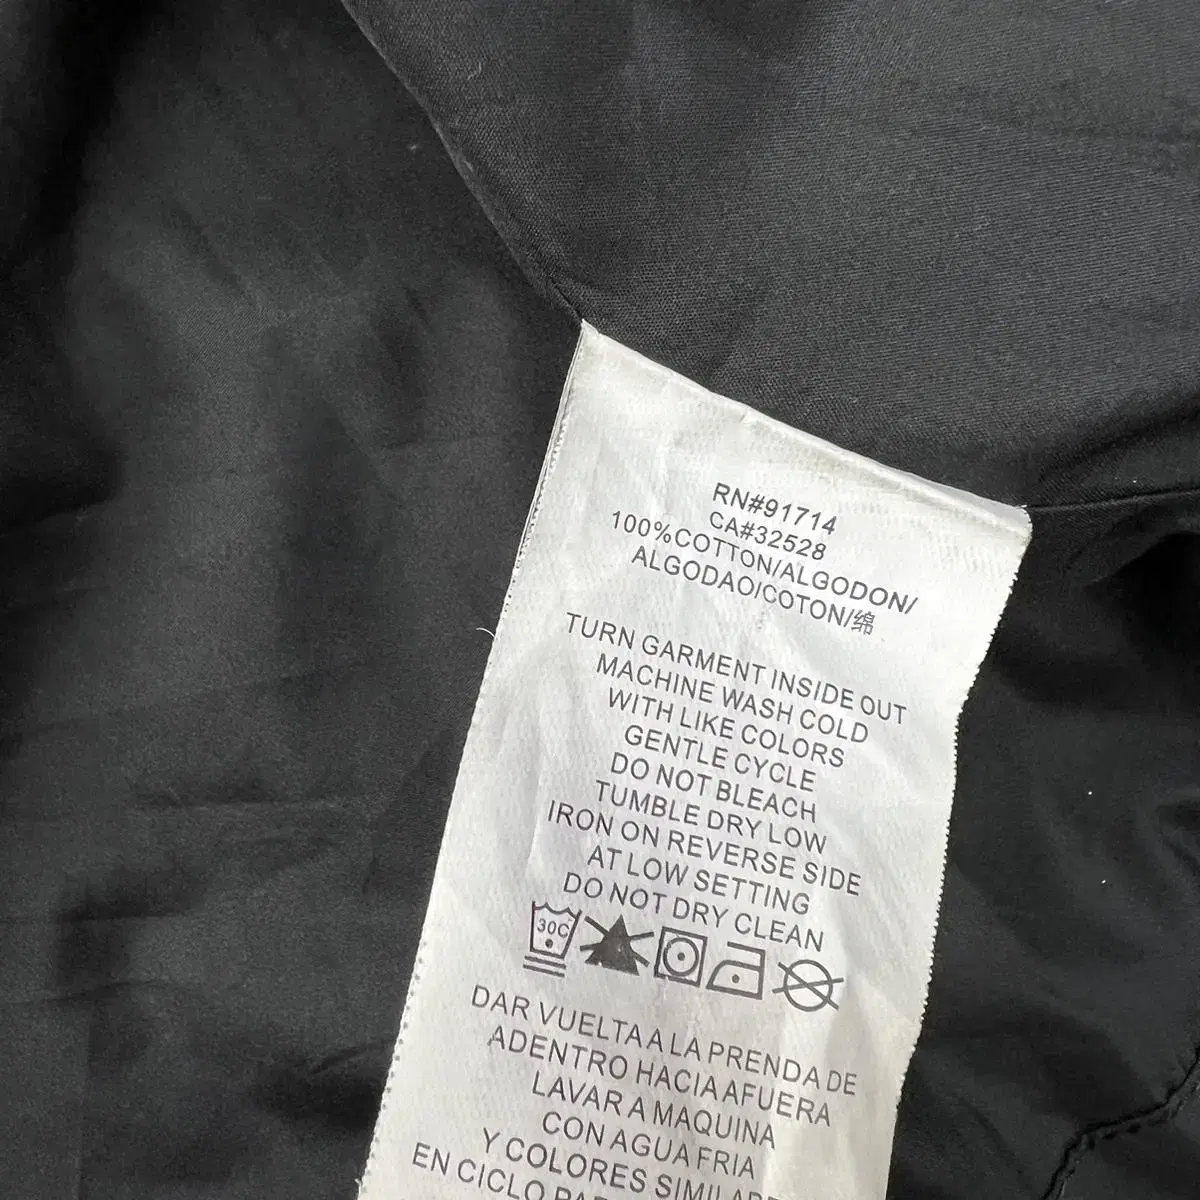 RN#91714
CA#32528
100%COTTON/ALGODON/
ALGODAO/COTON/绵
TURN GARMENT INSIDE OUT
MACHINE WASH COLD
WITH LIKE COLORS
GENTLE CYCLE
DO NOT BLEACH
TUMBLE DRY LOW
IRON ON REVERSE SIDE
AT LOW SETTING
DO NOT DRY CLEAN
30C
DAR VUELTA A LA PRENDA DE
ADENTRO HACIA AFUERA
LAVAR A MAQUINA
CON AGUA FRIA
Y COLORES
EN CICLO